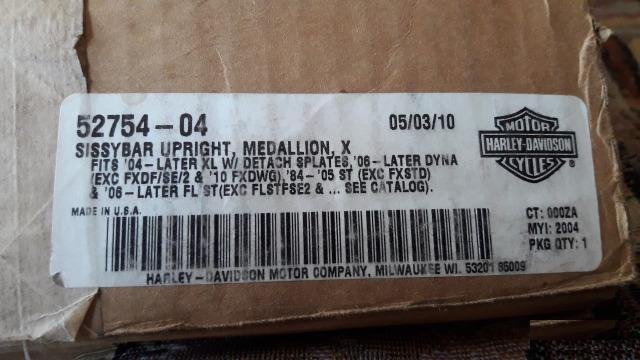 52754-04
05/03/10
SISSYBAR UPRIGHT, MEDALLION, X
FITS '04-LATER XL W/ DETACH SPLATES,'06-LATER DYNA
(EXC FXDF/SE/2 & '10 FXDWG),'84-'05 ST (EXC FXSTD)
& '06-LATER FL ST(EXC FLSTFSE2 & ... SEE CATALOG).
MOTOR
HARLEY-DAVIDSON
CYCLES
®
MADE IN U.S.A.
CT: 000ZA
MYI: 2004
PKG QTY: 1
HARLEY-DAVIDSON MOTOR COMPANY, MILWAUKEE WI. 53201 85009